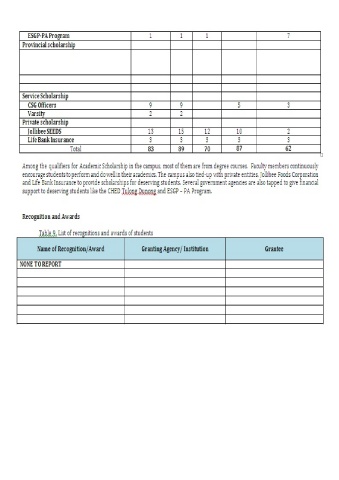 ESGP-PA Program 1 1 1 7
Provincial scholarship
Service Scholarship
CSG Officers 9 9 5 5
Varsity 2 2
Private scholarship
Jollibee SEEDS 13 15 12 10 2
Life Bank Insurance 3 3 3 3 3
Total 83 89 70 87 62
Among the qualifiers for Academic Scholarship in the campus, most of them are from degree courses. Faculty members continuously
encourage students to perform and do well in their academics. The campus also tied-up with private entities. Jollibee Foods Corporation
and Life Bank Insurance to provide scholarships for deserving students. Several government agencies are also tapped to give financial
support to deserving students like the CHED Tulong Dunong and ESGP – PA Program.
Recognition and Awards
Table 9. List of recognitions and awards of students
Name of Recognition/Award Granting Agency/ Institution Grantee
NONE TO REPORT